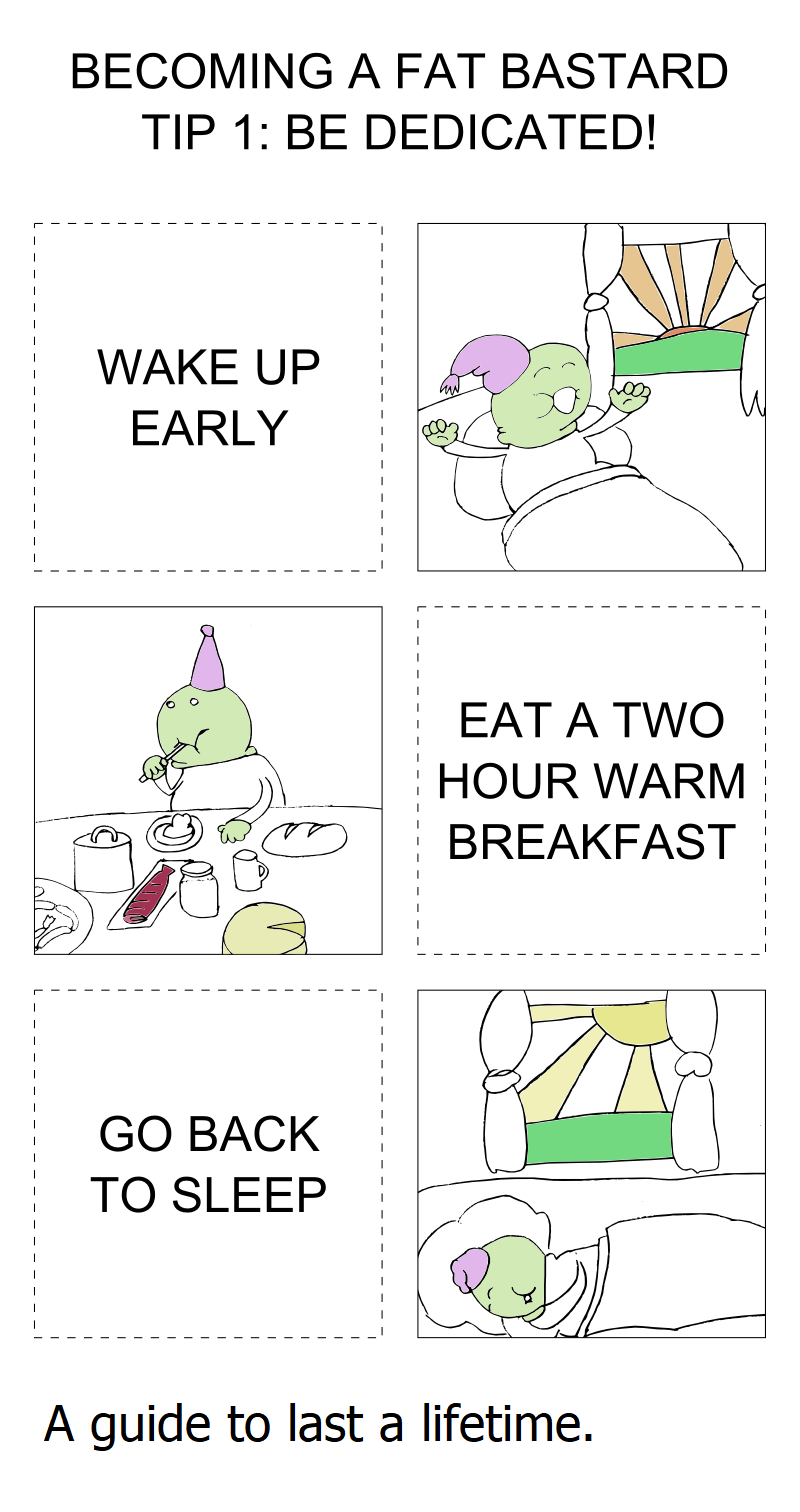 BECOMING A FAT BASTARD
TIP 1: BE DEDICATED!
WAKE UP
EARLY
EAT A TWO
HOUR WARM
BREAKFAST
GO BACK
TO SLEEP
A guide to last a lifetime.